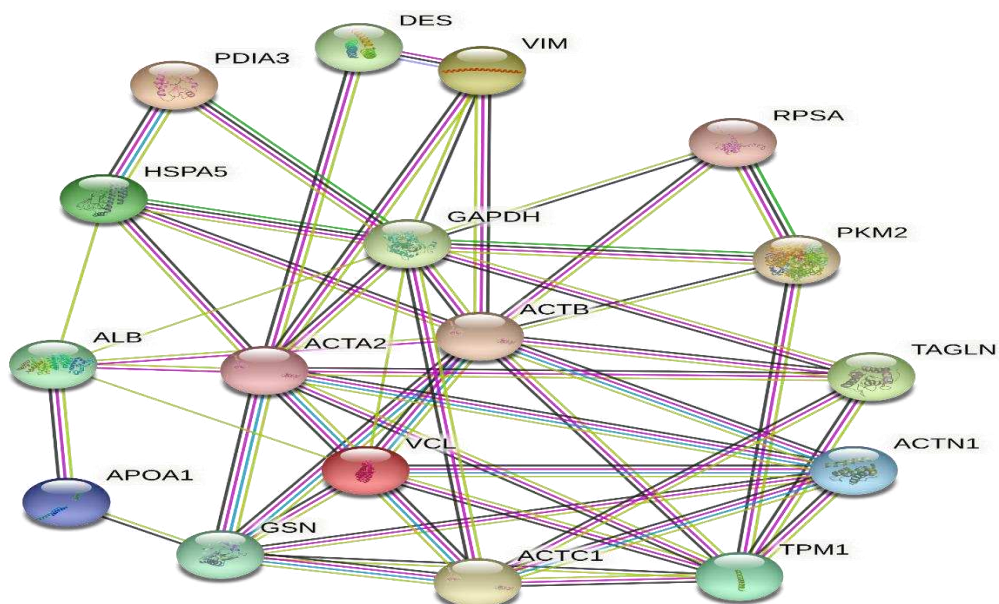 DES
VIM
PDIA3
RPSA
HSPA5
GAPDH
PKM2
ACTB
ALB
ACTA2
TAGLN
VCL
ACTN1
APOA1
GSN
ACTC1
TPM1